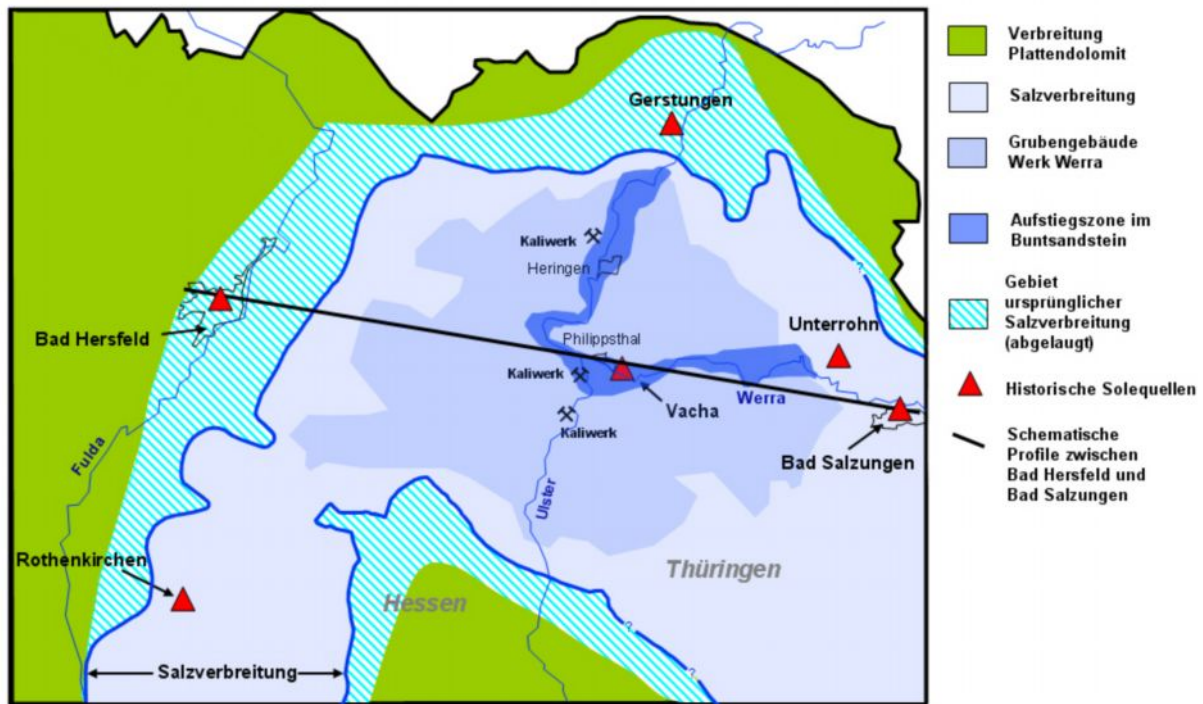 Gerstungen
Kaliwerk
Heringen
Bad Hersfeld
Unterrohn
Philippsthal
Kaliwerk
Vacha
Werra
Kaliwerk
Bad Salzungen
Fulda
Ulster
Rothenkirchen
Hessen
Thüringen
Salzverbreitung
?
?
?
Verbreitung
Plattendolomit
Salzverbreitung
Grubengebäude
Werk Werra
Aufstiegszone im
Buntsandstein
Gebiet
ursprünglicher
Salzverbreitung
(abgelaugt)
Historische Solequellen
Schematische
Profile zwischen
Bad Hersfeld und
Bad Salzungen